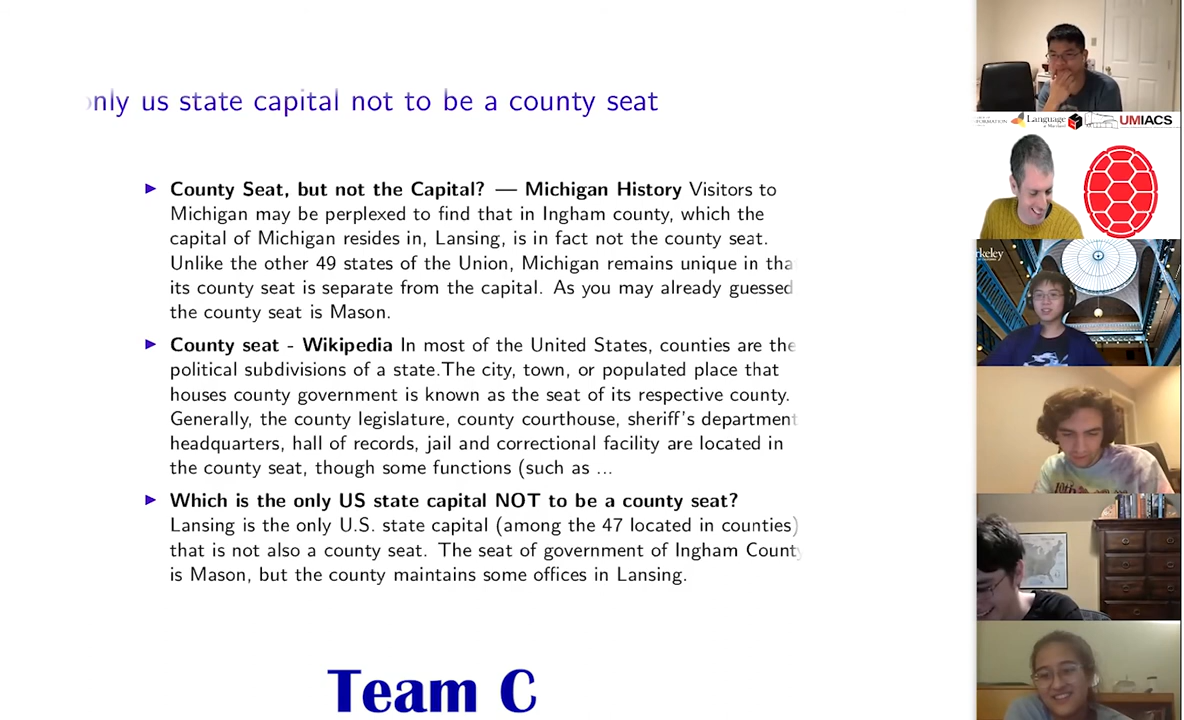 only us state capital not to be a county seat
County Seat, but not the Capital? — Michigan History Visitors to
Michigan may be perplexed to find that in Ingham county, which the
capital of Michigan resides in, Lansing, is in fact not the county seat.
Unlike the other 49 states of the Union, Michigan remains unique in that
its county seat is separate from the capital. As you may already guessed
the county seat is Mason.
County seat - Wikipedia In most of the United States, counties are the
political subdivisions of a state.The city, town, or populated place that
houses county government is known as the seat of its respective county.
Generally, the county legislature, county courthouse, sheriff's department
headquarters, hall of records, jail and correctional facility are located in
the county seat, though some functions (such as ...
Which is the only US state capital NOT to be a county seat?
Lansing is the only U.S. state capital (among the 47 located in counties)
that is not also a county seat. The seat of government of Ingham County
is Mason, but the county maintains some offices in Lansing.
Team C
Language
UMIACS
rkeley